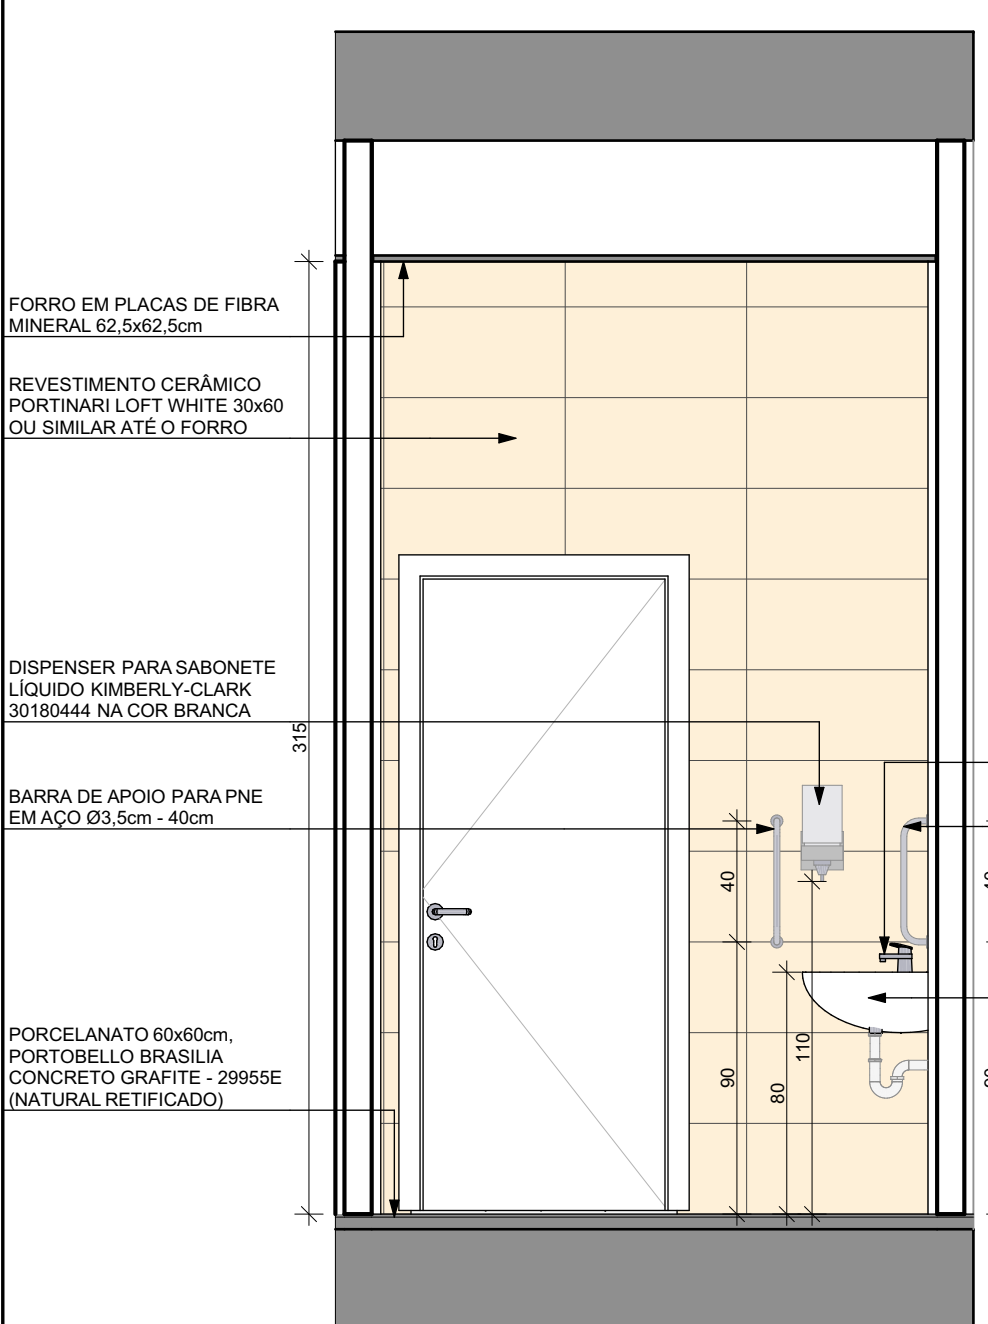 FORRO EM PLACAS DE FIBRA
MINERAL 62,5x62,5cm
REVESTIMENTO CERÂMICO
PORTINARI LOFT WHITE 30x60
OU SIMILAR ATÉ O FORRO
DISPENSER PARA SABONETE
LÍQUIDO KIMBERLY-CLARK
30180444 NA COR BRANCA
315
BARRA DE APOIO PARA PNE
EM AÇO Ø3,5cm - 40cm
40
PORCELANATO 60x60cm,
PORTOBELLO BRASILIA
CONCRETO GRAFITE - 29955E
(NATURAL RETIFICADO)
90
80
110